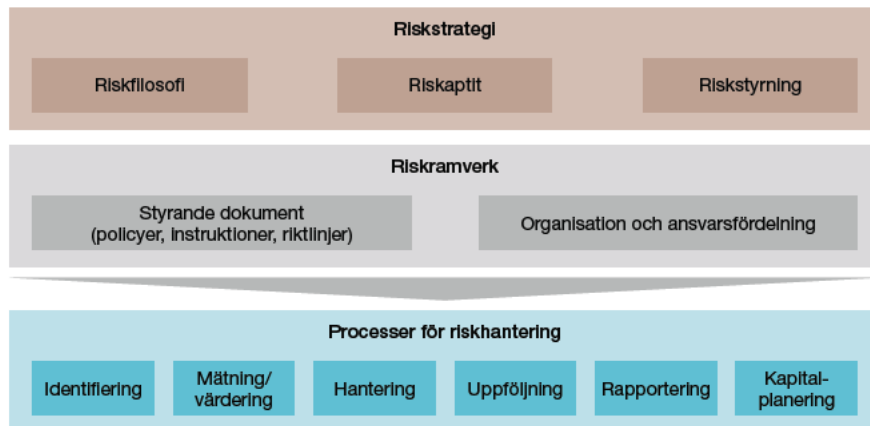 Riskstrategi
Riskfilosofi
Riskaptit
Riskstyrning
Riskramverk
Styrande dokument
(policyer, instruktioner, riktlinjer)
Organisation och ansvarsfördelning
Processer för riskhantering
Identifiering
Mätning/
värdering
Hantering
Uppföljning
Rapportering
Kapital-
planering